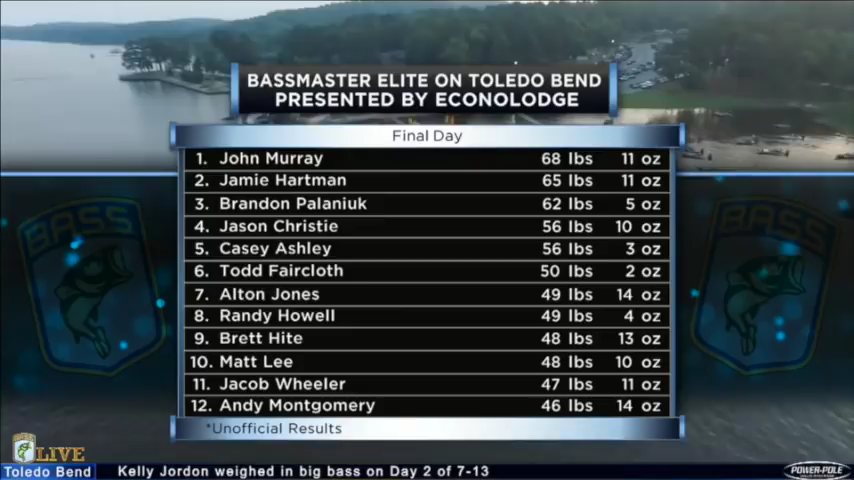 BASSMASTER ELITE ON TOLEDO BEND
PRESENTED BY ECONOLODGE
Final Day
1. John Murray 68 lbs 11 oz
2. Jamie Hartman 65 lbs 11 oz
3. Brandon Palaniuk 62 lbs 5 oz
4. Jason Christie 56 lbs 10 oz
5. Casey Ashley 56 lbs 3 oz
6. Todd Faircloth 50 lbs 2 oz
7. Alton Jones 49 lbs 14 oz
8. Randy Howell 49 lbs 4 oz
9. Brett Hite 48 lbs 13 oz
10. Matt Lee 48 lbs 10 oz
11. Jacob Wheeler 47 lbs 11 oz
12. Andy Montgomery 46 lbs 14 oz
*Unofficial Results
BASS
BASS
BASS LIVE
Toledo Bend Kelly Jordon weighed in big bass on Day 2 of 7-13 POWER-POLE